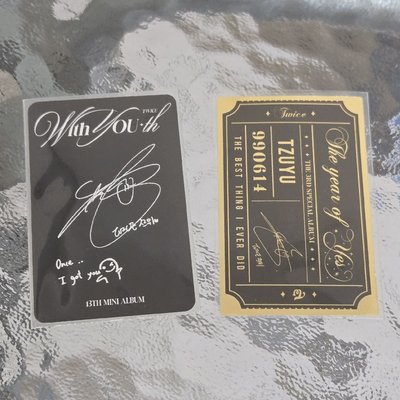 TWICE
With YOU-th
Once ..
I got you
13TH MINI ALBUM
The year of "Yes"
THE 3RD SPECIAL ALBUM
Twice
TZUYU
990614
THE BEST THING I EVER DID